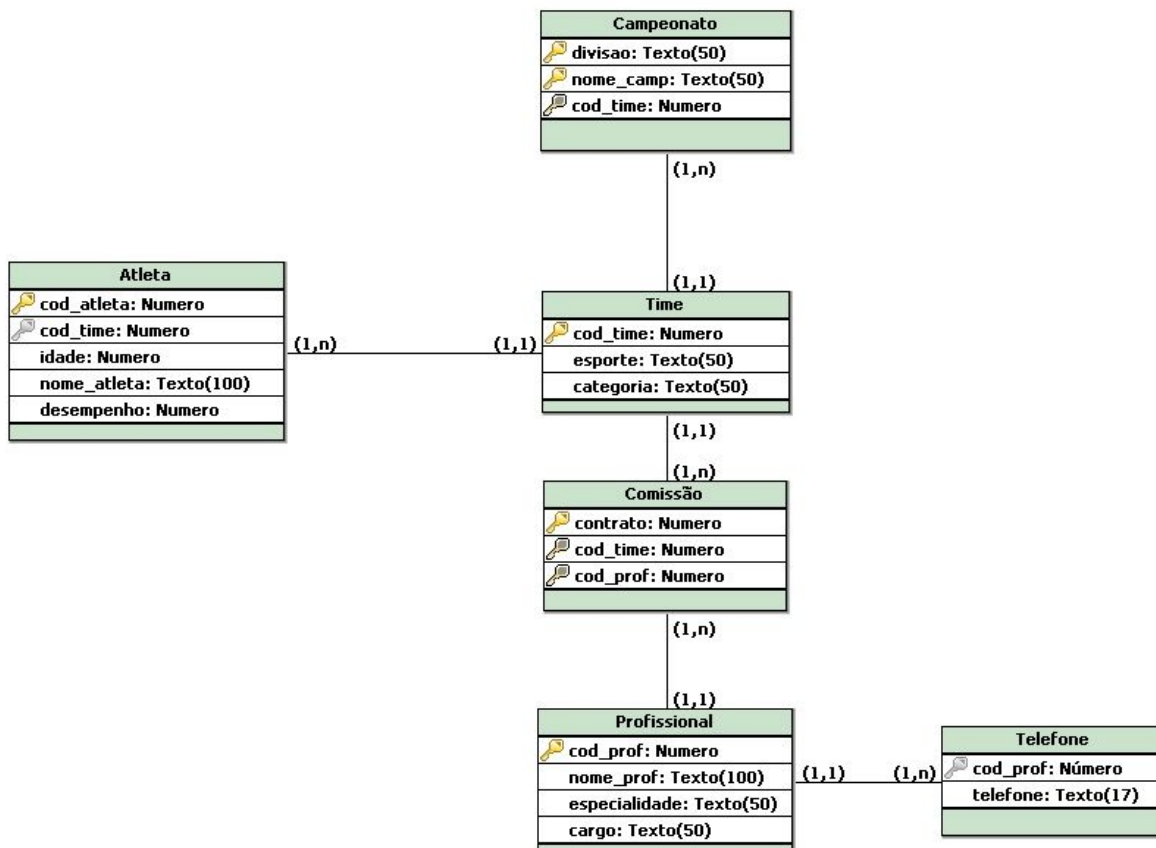 Campeonato
divisao: Texto(50)
nome_camp: Texto(50)
cod_time: Numero
(1,n)
(1,1)
Atleta
cod_atleta: Numero
cod_time: Numero
idade: Numero
nome_atleta: Texto(100)
desempenho: Numero
(1,n)
(1,1)
Time
cod_time: Numero
esporte: Texto(50)
categoria: Texto(50)
(1,1)
(1,n)
Comissão
contrato: Numero
cod_time: Numero
cod_prof: Numero
(1,n)
(1,1)
Profissional
cod_prof: Numero
nome_prof: Texto(100)
especialidade: Texto(50)
cargo: Texto(50)
(1,1)
(1,n)
Telefone
cod_prof: Número
telefone: Texto(17)